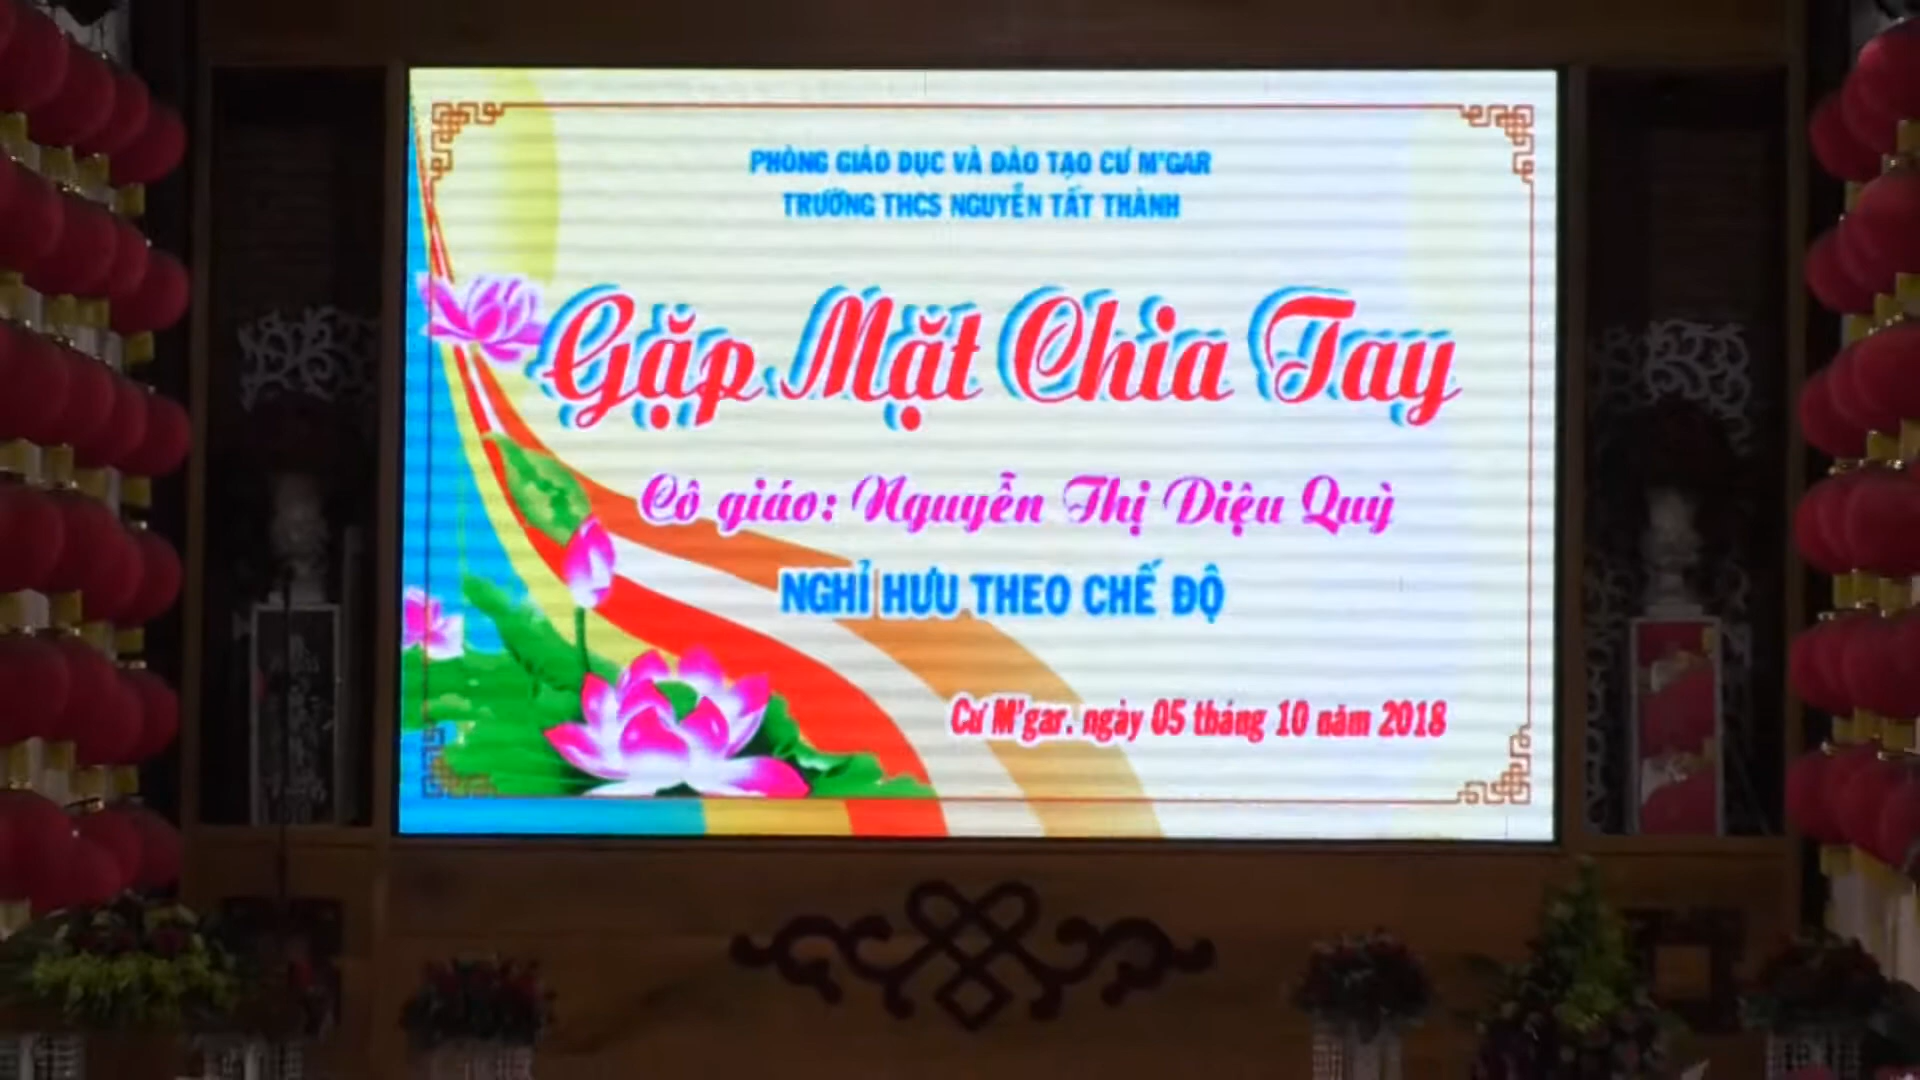 PHÒNG GIÁO DỤC VÀ ĐÀO TẠO CƯ M'GAR
TRƯỜNG THCS NGUYỄN TẤT THÀNH
Gặp Mặt Chia Tay
Cô giáo: Nguyễn Thị Diệu Quỳ
NGHỈ HƯU THEO CHẾ ĐỘ
Cư M'gar. ngày 05 tháng 10 năm 2018